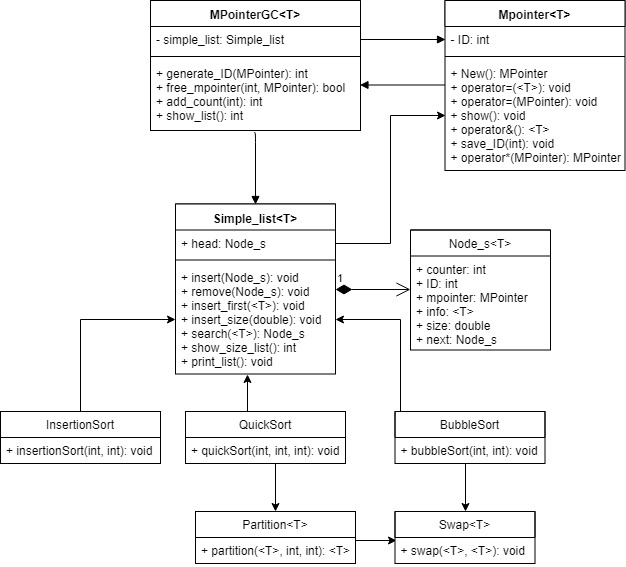 MPointerGC<T>
- simple_list: Simple_list
+ generate_ID(MPointer): int
+ free_mpointer(int, MPointer): bool
+ add_count(int): int
+ show_list(): int
Mpointer<T>
- ID: int
+ New(): MPointer
+ operator=(<T>): void
+ operator=(MPointer): void
+ show(): void
+ operator&(): <T>
+ save_ID(int): void
+ operator*(MPointer): MPointer
Simple_list<T>
+ head: Node_s
+ insert(Node_s): void
+ remove(Node_s): void
+ insert_first(<T>): void
+ insert_size(double): void
+ search(<T>): Node_s
+ show_size_list(): int
+ print_list(): void
1
Node_s<T>
+ counter: int
+ ID: int
+ mpointer: MPointer
+ info: <T>
+ size: double
+ next: Node_s
InsertionSort
+ insertionSort(int, int): void
QuickSort
+ quickSort(int, int, int): void
BubbleSort
+ bubbleSort(int, int): void
Partition<T>
+ partition(<T>, int, int): <T>
Swap<T>
+ swap(<T>, <T>): void